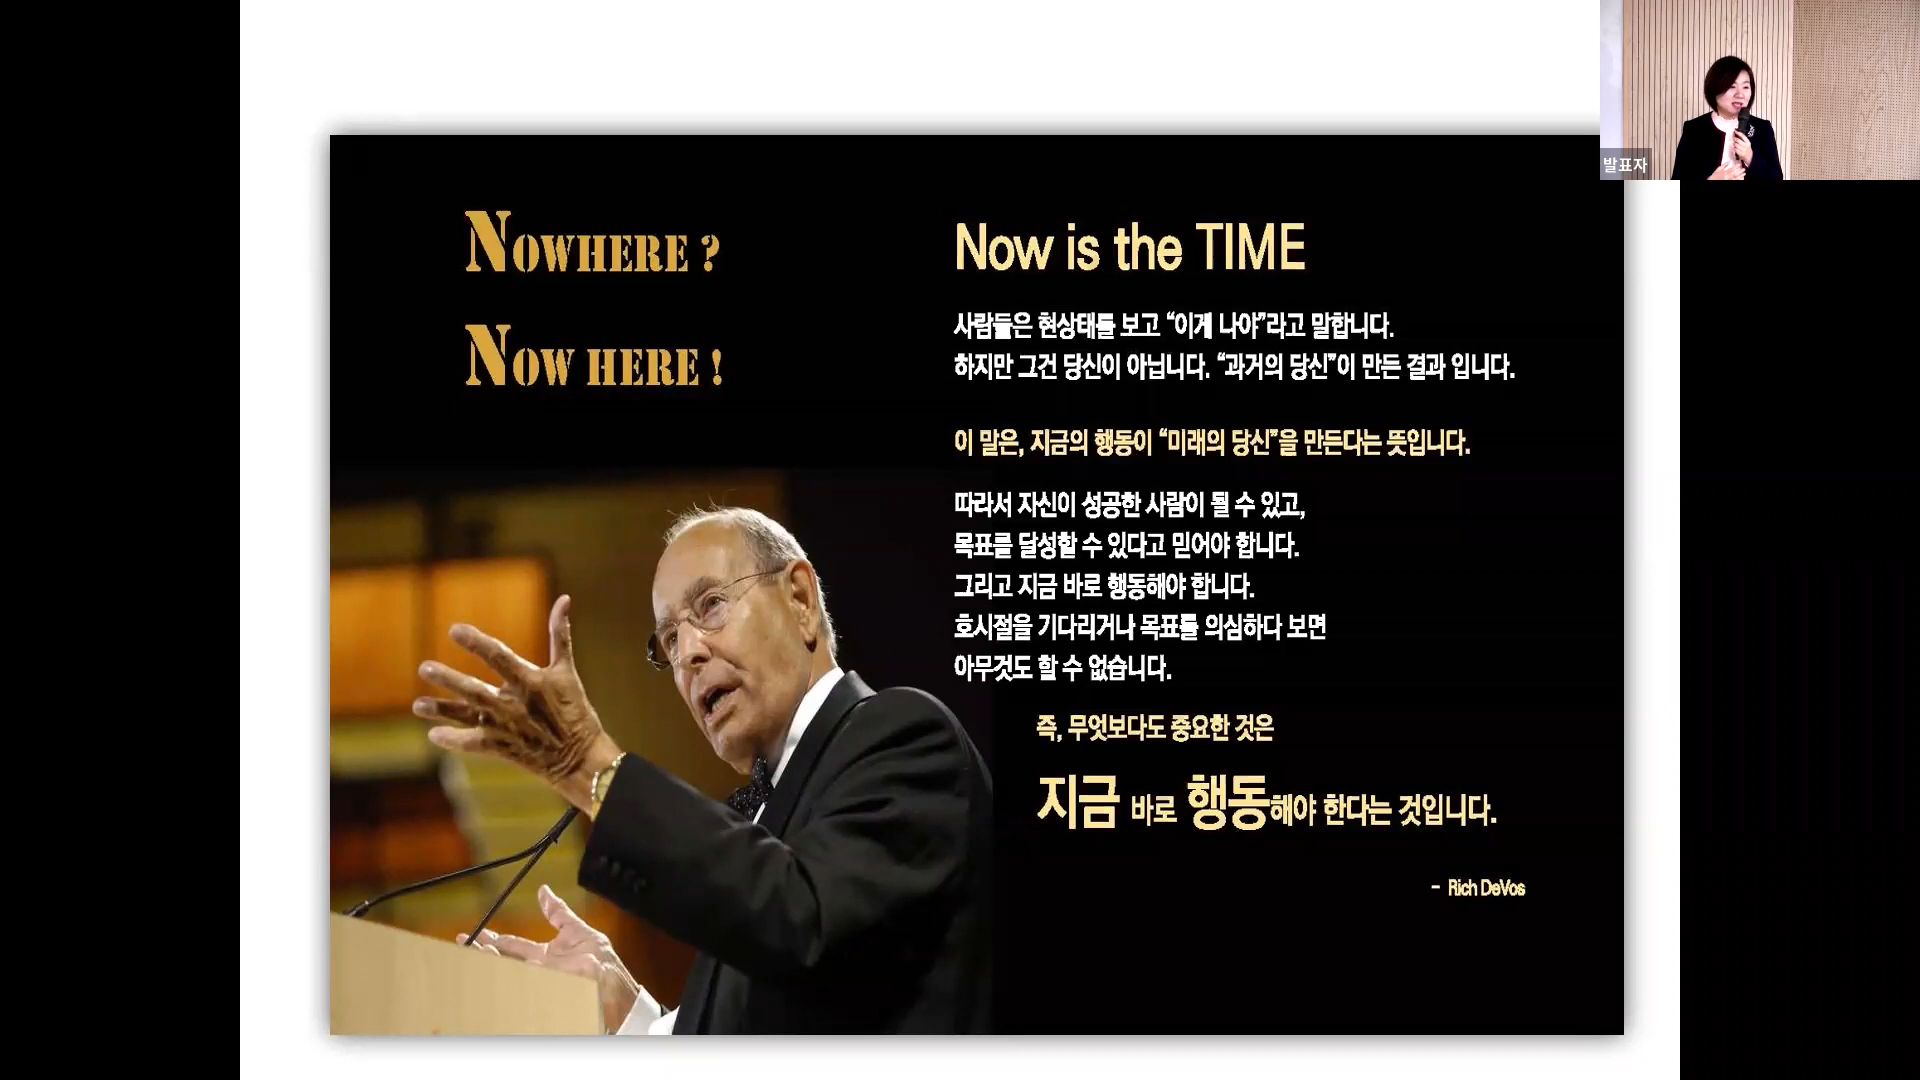 NOWHERE ?
NOW HERE !
Now is the TIME
사람들은 현상태를 보고 “이게 나야”라고 말합니다.
하지만 그건 당신이 아닙니다. “과거의 당신”이 만든 결과 입니다.
이 말은, 지금의 행동이 “미래의 당신”을 만든다는 뜻입니다.
따라서 자신이 성공한 사람이 될 수 있고,
목표를 달성할 수 있다고 믿어야 합니다.
그리고 지금 바로 행동해야 합니다.
호시절을 기다리거나 목표를 의심하다 보면
아무것도 할 수 없습니다.
즉, 무엇보다도 중요한 것은
지금 바로 행동해야 한다는 것입니다.
- Rich DeVos
발표자